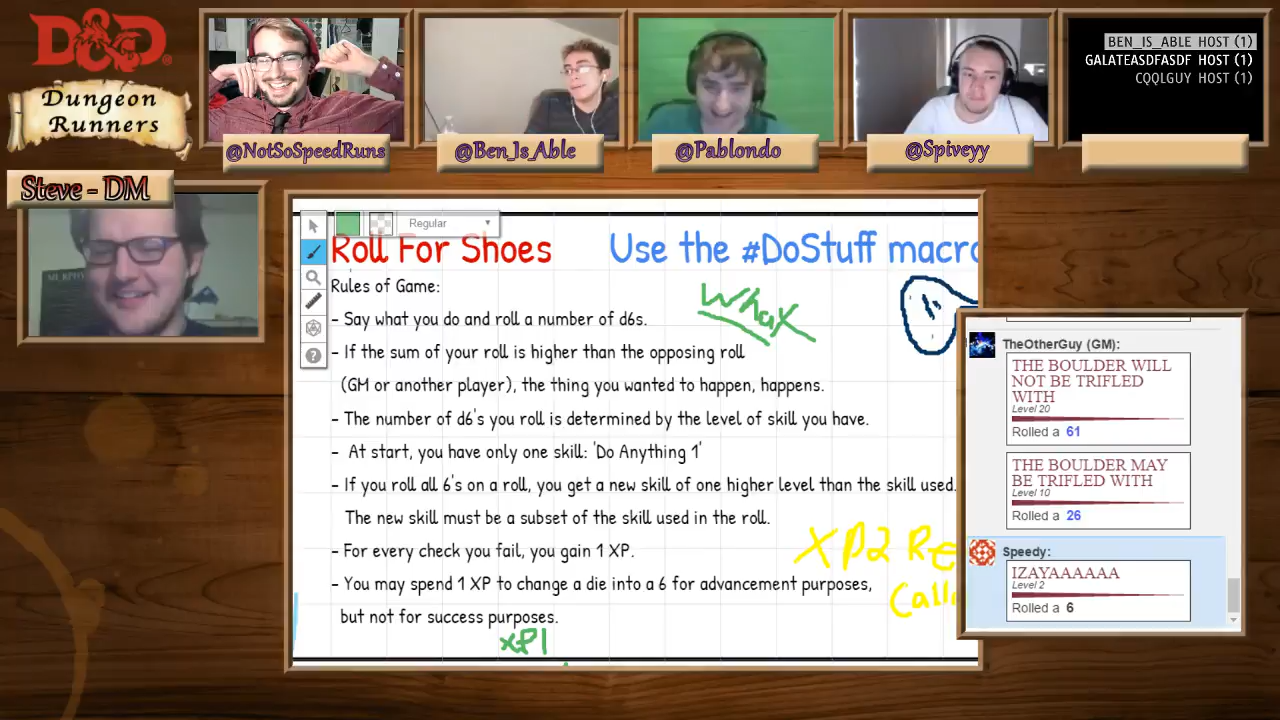 D&D
Dungeon
Runners
@NotSoSpeedRuns
@Ben_Is_Able
@Pablondo
@Spiveyy
BEN_IS_ABLE HOST (1)
GALATEASDFASDF HOST (1)
CQQLGUY HOST (1)
Steve - DM
Regular
Roll For Shoes
Use the #DoStuff macro
Rules of Game:
- Say what you do and roll a number of d6s.
- If the sum of your roll is higher than the opposing roll
(GM or another player), the thing you wanted to happen, happens.
- The number of d6's you roll is determined by the level of skill you have.
- At start, you have only one skill: 'Do Anything 1'
- If you roll all 6's on a roll, you get a new skill of one higher level than the skill used.
The new skill must be a subset of the skill used in the roll.
- For every check you fail, you gain 1 XP.
- You may spend 1 XP to change a die into a 6 for advancement purposes,
but not for success purposes.
What
XP2 Re
Call
XP1
TheOtherGuy (GM):
THE BOULDER WILL
NOT BE TRIFLED
WITH
Level 20
Rolled a 61
THE BOULDER MAY
BE TRIFLED WITH
Level 10
Rolled a 26
Speedy:
IZAYAAAAAA
Level 2
Rolled a 6